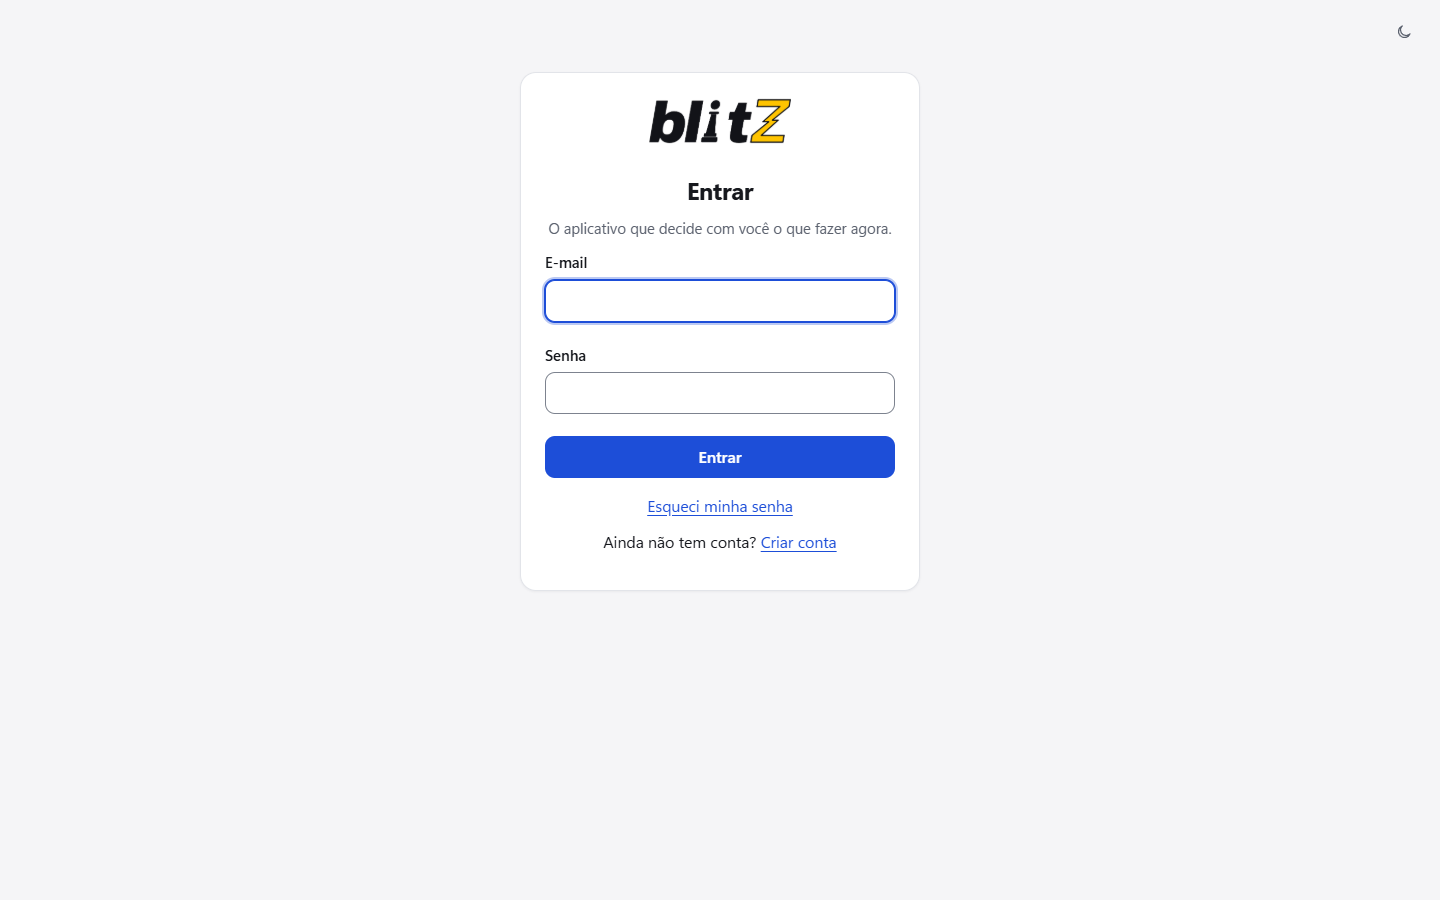 blitz
Entrar
O aplicativo que decide com você o que fazer agora.
E-mail
Senha
Entrar
Esqueci minha senha
Ainda não tem conta? Criar conta